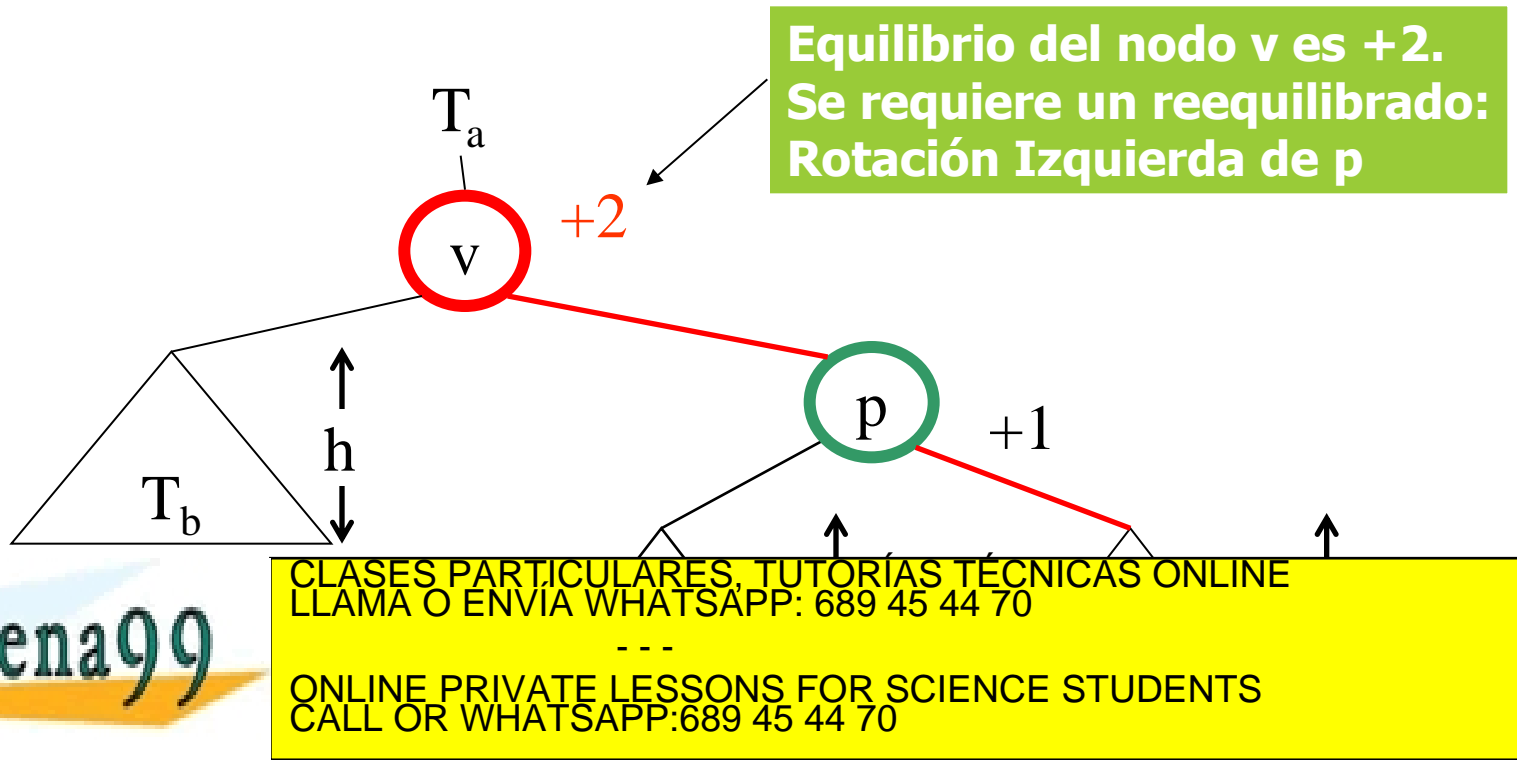 Equilibrio del nodo v es +2.
Se requiere un reequilibrado:
Rotación Izquierda de p
Ta
+2
v
p
+1
h
Tb
ena99
CLASES PARTICULARES, TUTORÍAS TÉCNICAS ONLINE
LLAMA O ENVÍA WHATSAPP: 689 45 44 70
- - -
ONLINE PRIVATE LESSONS FOR SCIENCE STUDENTS
CALL OR WHATSAPP:689 45 44 70